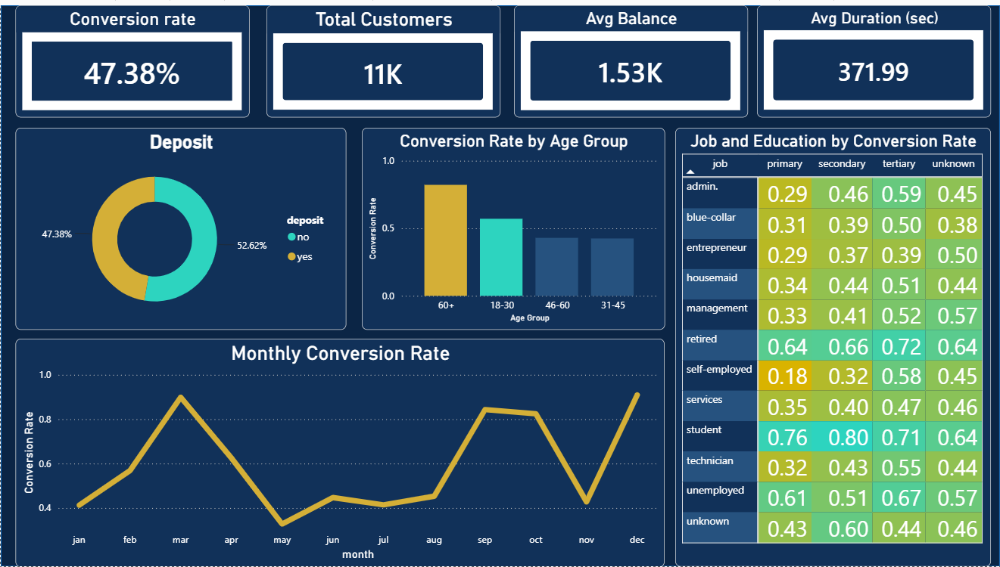 Conversion rate
47.38%
Total Customers
11K
Avg Balance
1.53K
Avg Duration (sec)
371.99
Deposit
47.38%
52.62%
deposit
no
yes
Conversion Rate by Age Group
Conversion Rate
1.0
0.5
0.0
60+ 18-30 46-60 31-45
Age Group
Job and Education by Conversion Rate
job primary secondary tertiary unknown
admin. 0.29 0.46 0.59 0.45
blue-collar 0.31 0.39 0.50 0.38
entrepreneur 0.29 0.37 0.39 0.50
housemaid 0.34 0.44 0.51 0.44
management 0.33 0.41 0.52 0.57
retired 0.64 0.66 0.72 0.64
self-employed 0.18 0.32 0.58 0.45
services 0.35 0.40 0.47 0.46
student 0.76 0.80 0.71 0.64
technician 0.32 0.43 0.55 0.44
unemployed 0.61 0.51 0.67 0.57
unknown 0.43 0.60 0.44 0.46
Monthly Conversion Rate
Conversion Rate
1.0
0.8
0.6
0.4
jan feb mar apr may jun jul aug sep oct nov dec
month